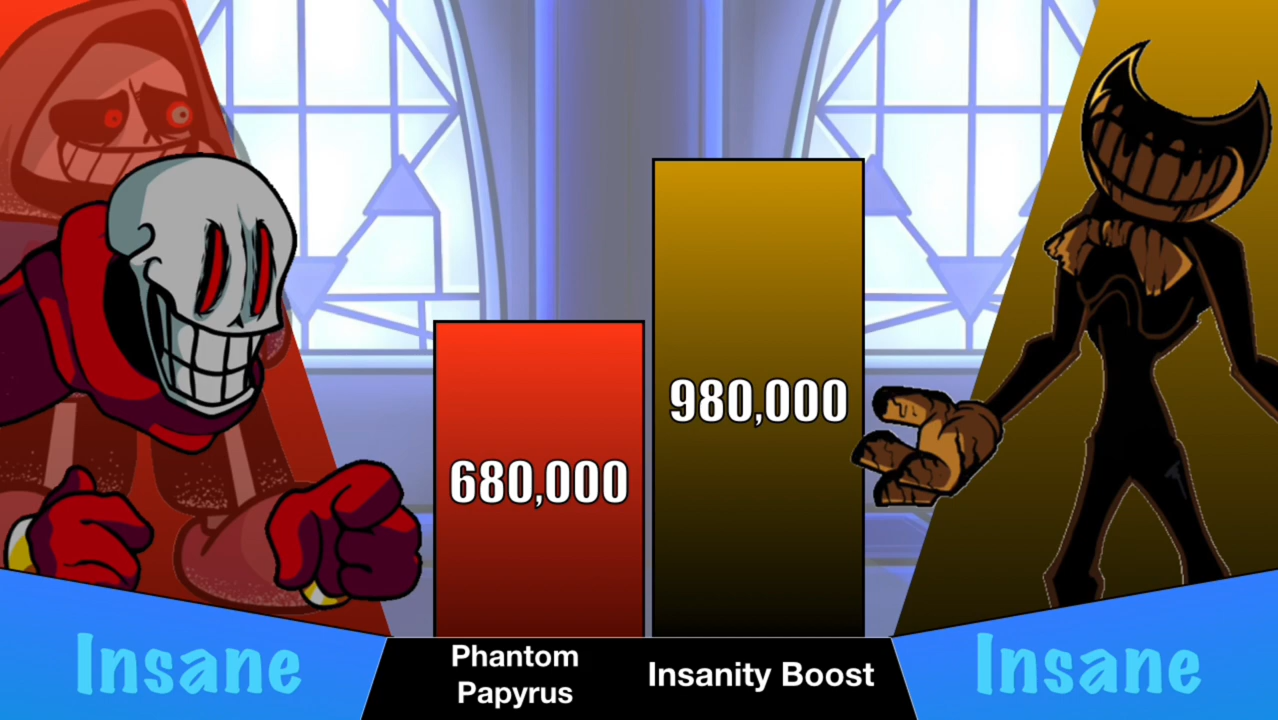 980,000
680,000
Insane
Phantom
Papyrus
Insanity Boost
Insane